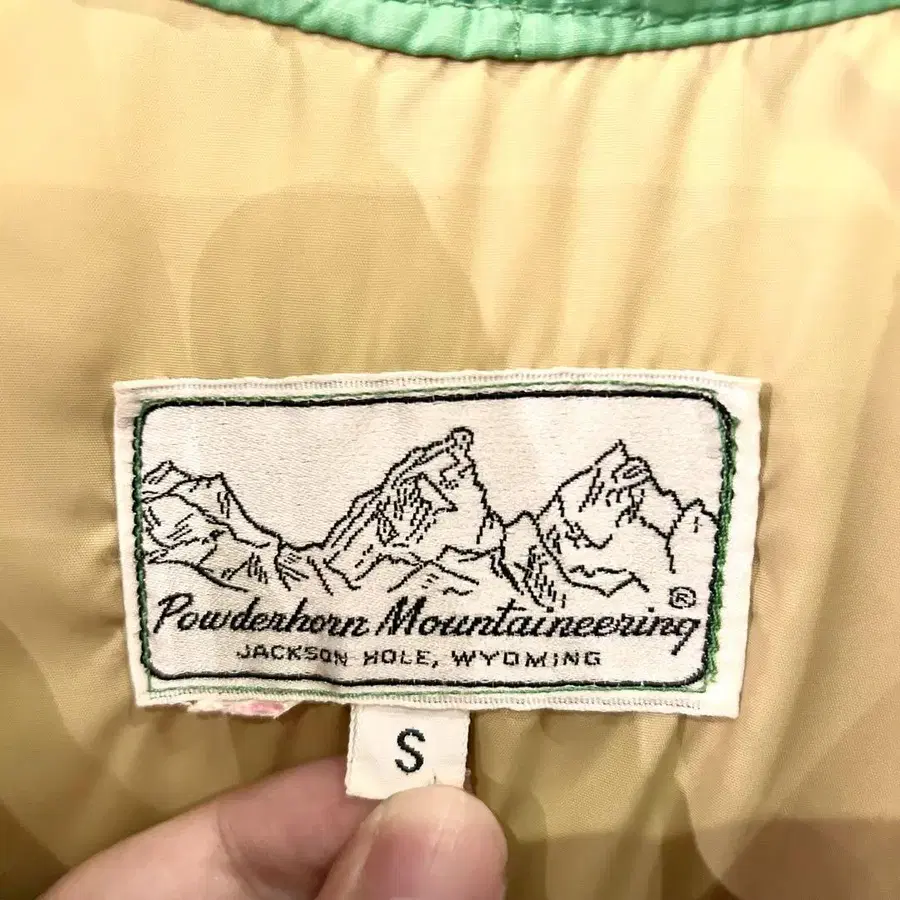 ®
Powderhorn Mountaineering
JACKSON HOLE, WYOMING
S